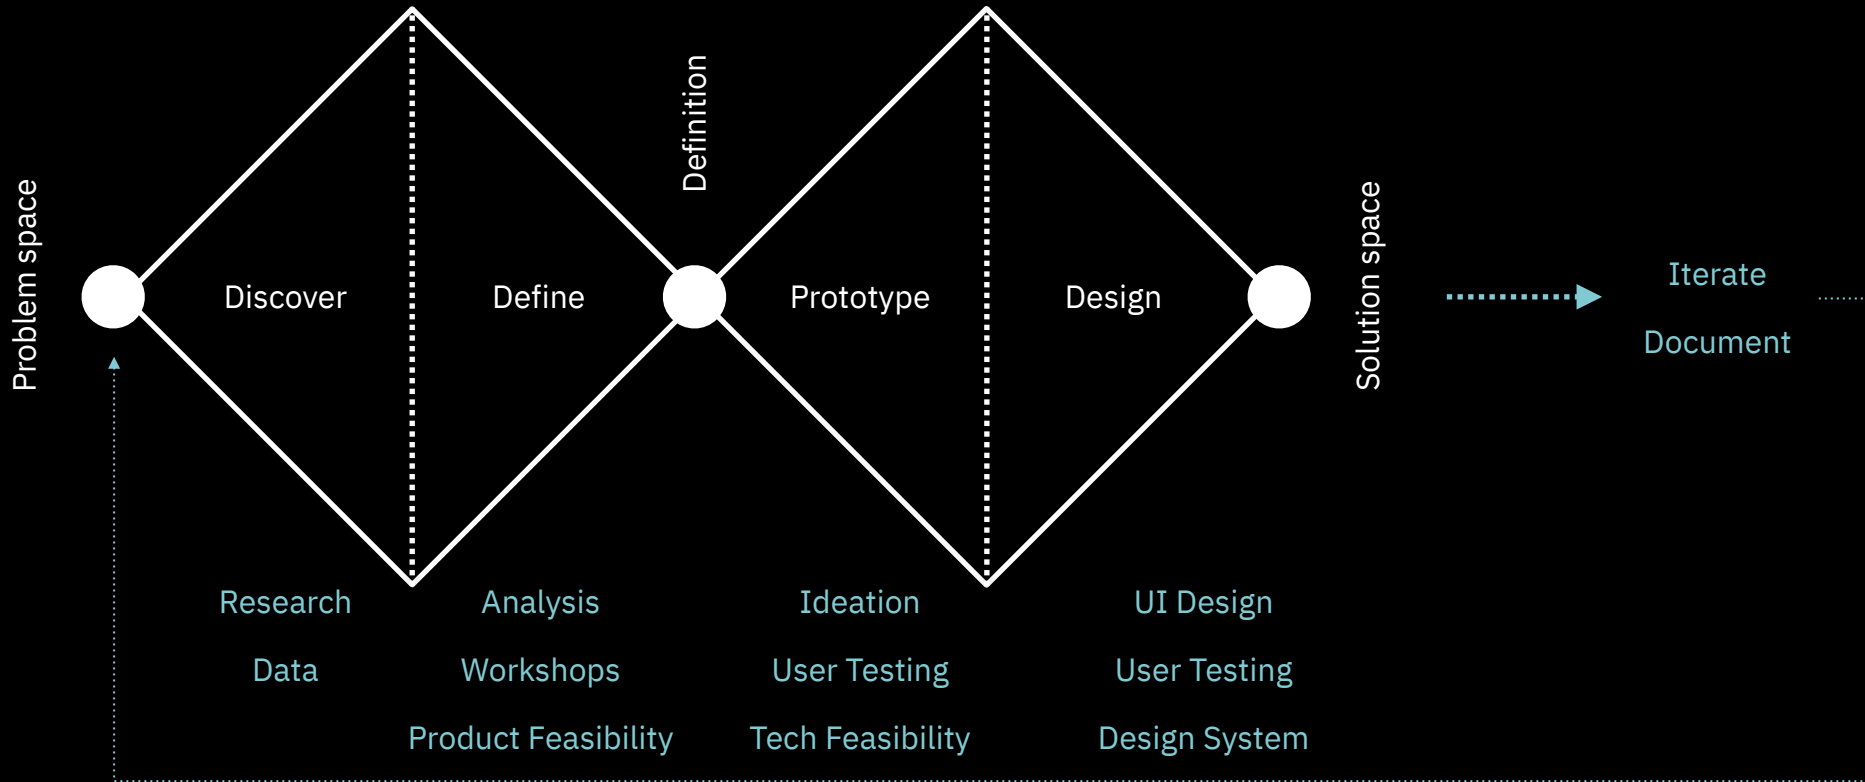 Problem space
Discover
Define
Definition
Prototype
Design
Solution space
Iterate
Document
Research
Data
Analysis
Workshops
Product Feasibility
Ideation
User Testing
Tech Feasibility
UI Design
User Testing
Design System